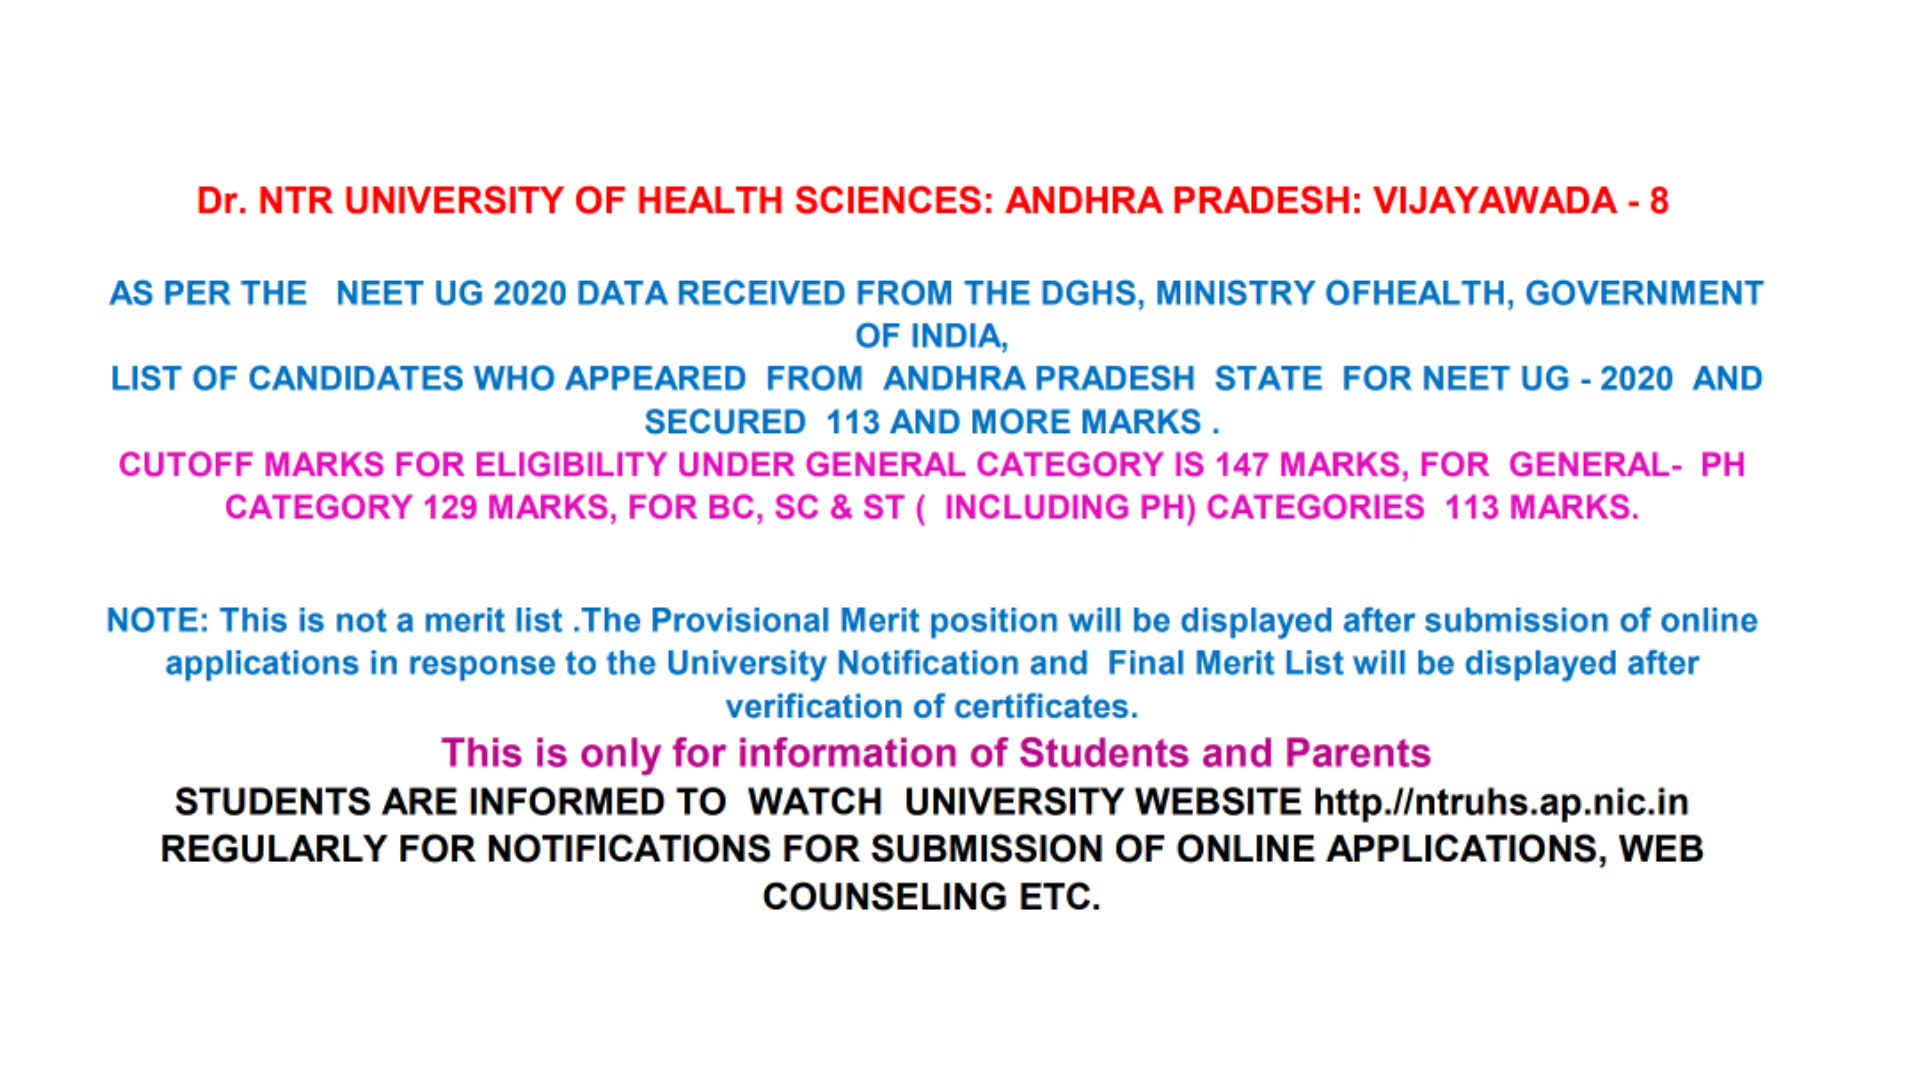 Dr. NTR UNIVERSITY OF HEALTH SCIENCES: ANDHRA PRADESH: VIJAYAWADA - 8
AS PER THE NEET UG 2020 DATA RECEIVED FROM THE DGHS, MINISTRY OFHEALTH, GOVERNMENT
OF INDIA,
LIST OF CANDIDATES WHO APPEARED FROM ANDHRA PRADESH STATE FOR NEET UG - 2020 AND
SECURED 113 AND MORE MARKS .
CUTOFF MARKS FOR ELIGIBILITY UNDER GENERAL CATEGORY IS 147 MARKS, FOR GENERAL- PH
CATEGORY 129 MARKS, FOR BC, SC & ST ( INCLUDING PH) CATEGORIES 113 MARKS.
NOTE: This is not a merit list .The Provisional Merit position will be displayed after submission of online
applications in response to the University Notification and Final Merit List will be displayed after
verification of certificates.
This is only for information of Students and Parents
STUDENTS ARE INFORMED TO WATCH UNIVERSITY WEBSITE http.//ntruhs.ap.nic.in
REGULARLY FOR NOTIFICATIONS FOR SUBMISSION OF ONLINE APPLICATIONS, WEB
COUNSELING ETC.